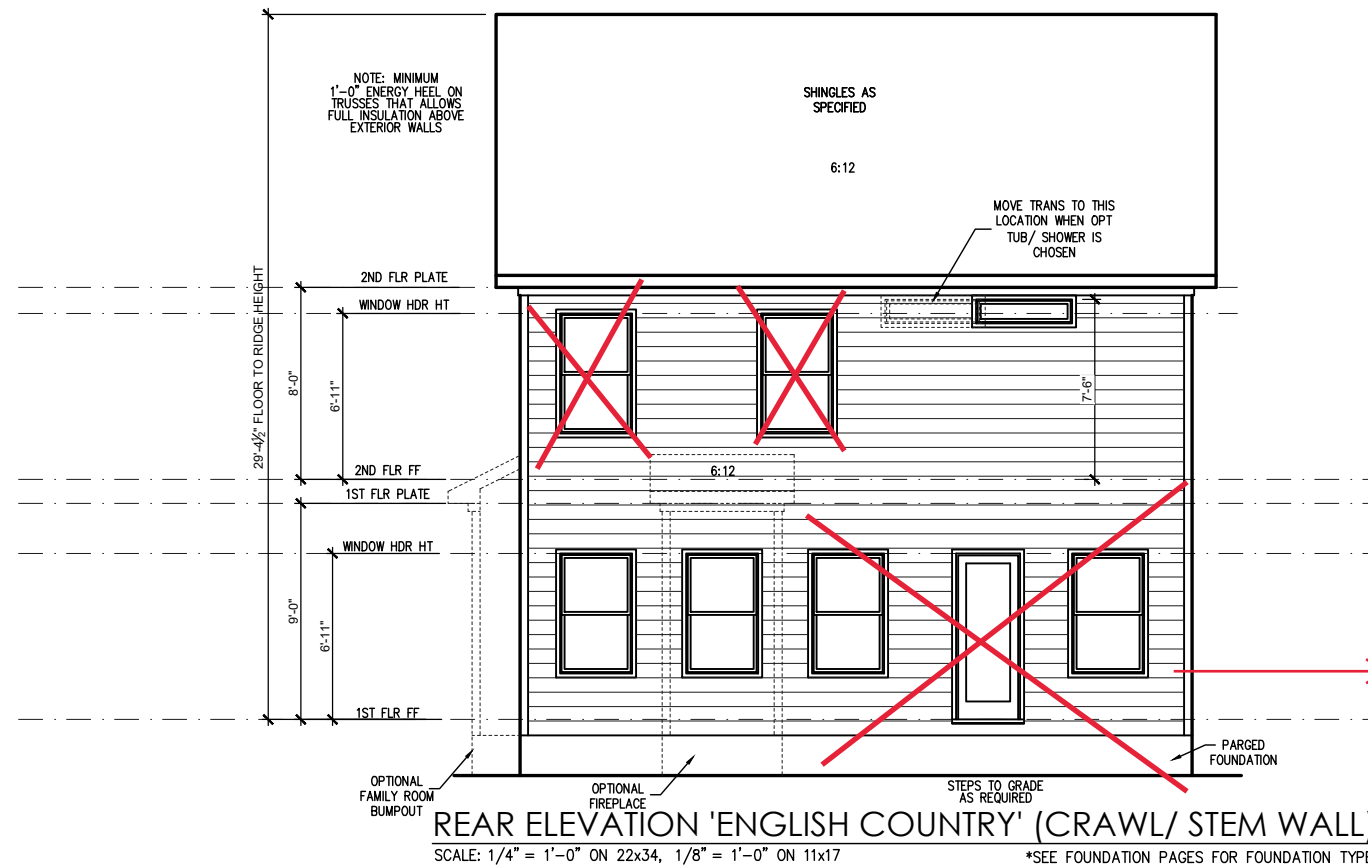 NOTE: MINIMUM
1'-0" ENERGY HEEL ON
TRUSSES THAT ALLOWS
FULL INSULATION ABOVE
EXTERIOR WALLS
SHINGLES AS
SPECIFIED
6:12
MOVE TRANS TO THIS
LOCATION WHEN OPT
TUB/ SHOWER IS
CHOSEN
29'-4½" FLOOR TO RIDGE HEIGHT
2ND FLR PLATE
WINDOW HDR HT
8'-0"
6'-11"
7'-6"
2ND FLR FF
6:12
1ST FLR PLATE
WINDOW HDR HT
9'-0"
6'-11"
1ST FLR FF
PARGED
FOUNDATION
OPTIONAL
FAMILY ROOM
BUMPOUT
OPTIONAL
FIREPLACE
STEPS TO GRADE
AS REQUIRED
REAR ELEVATION 'ENGLISH COUNTRY' (CRAWL/ STEM WALL)
SCALE: 1/4" = 1'-0" ON 22x34, 1/8" = 1'-0" ON 11x17
*SEE FOUNDATION PAGES FOR FOUNDATION TYPE